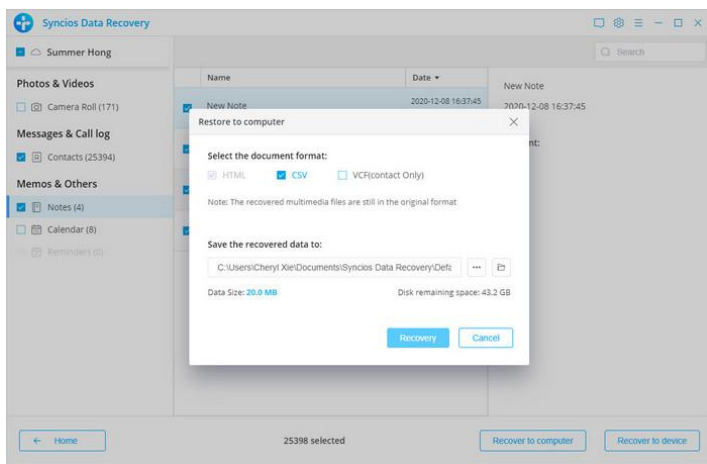 Syncios Data Recovery
Summer Hong
Search
Photos & Videos
Camera Roll (171)
Messages & Call log
Contacts (25394)
Memos & Others
Notes (4)
Calendar (8)
Reminders (0)
Name
Date
New Note
2020-12-08 16:37:45
New Note
2020-12-08 16:37:45
nt:
Restore to computer
Select the document format:
HTML
CSV
VCF(contact Only)
Note: The recovered multimedia files are still in the original format
Save the recovered data to:
C:\Users\Cheryl Xie\Documents\Syncios Data Recovery\Defa
Data Size: 20.0 MB
Disk remaining space: 43.2 GB
Recovery
Cancel
Home
25398 selected
Recover to computer
Recover to device